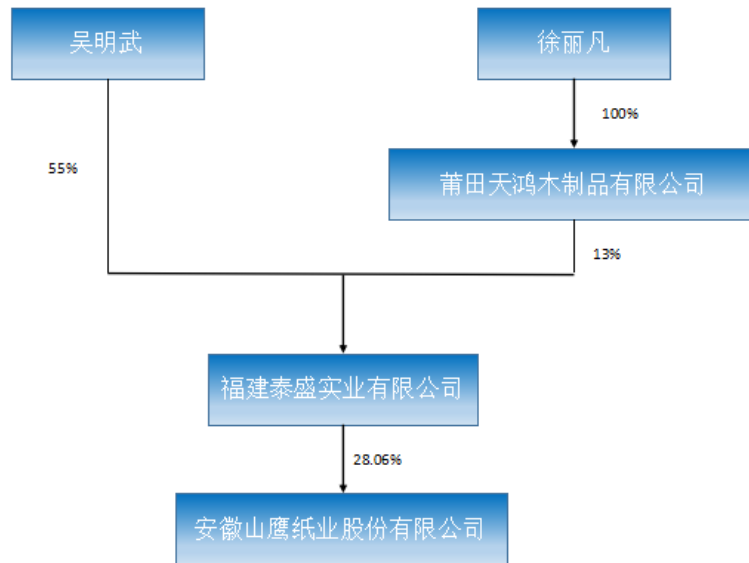 吴明武
徐丽凡
100%
55%
莆田天鸿木制品有限公司
13%
福建泰盛实业有限公司
28.06%
安徽山鹰纸业股份有限公司